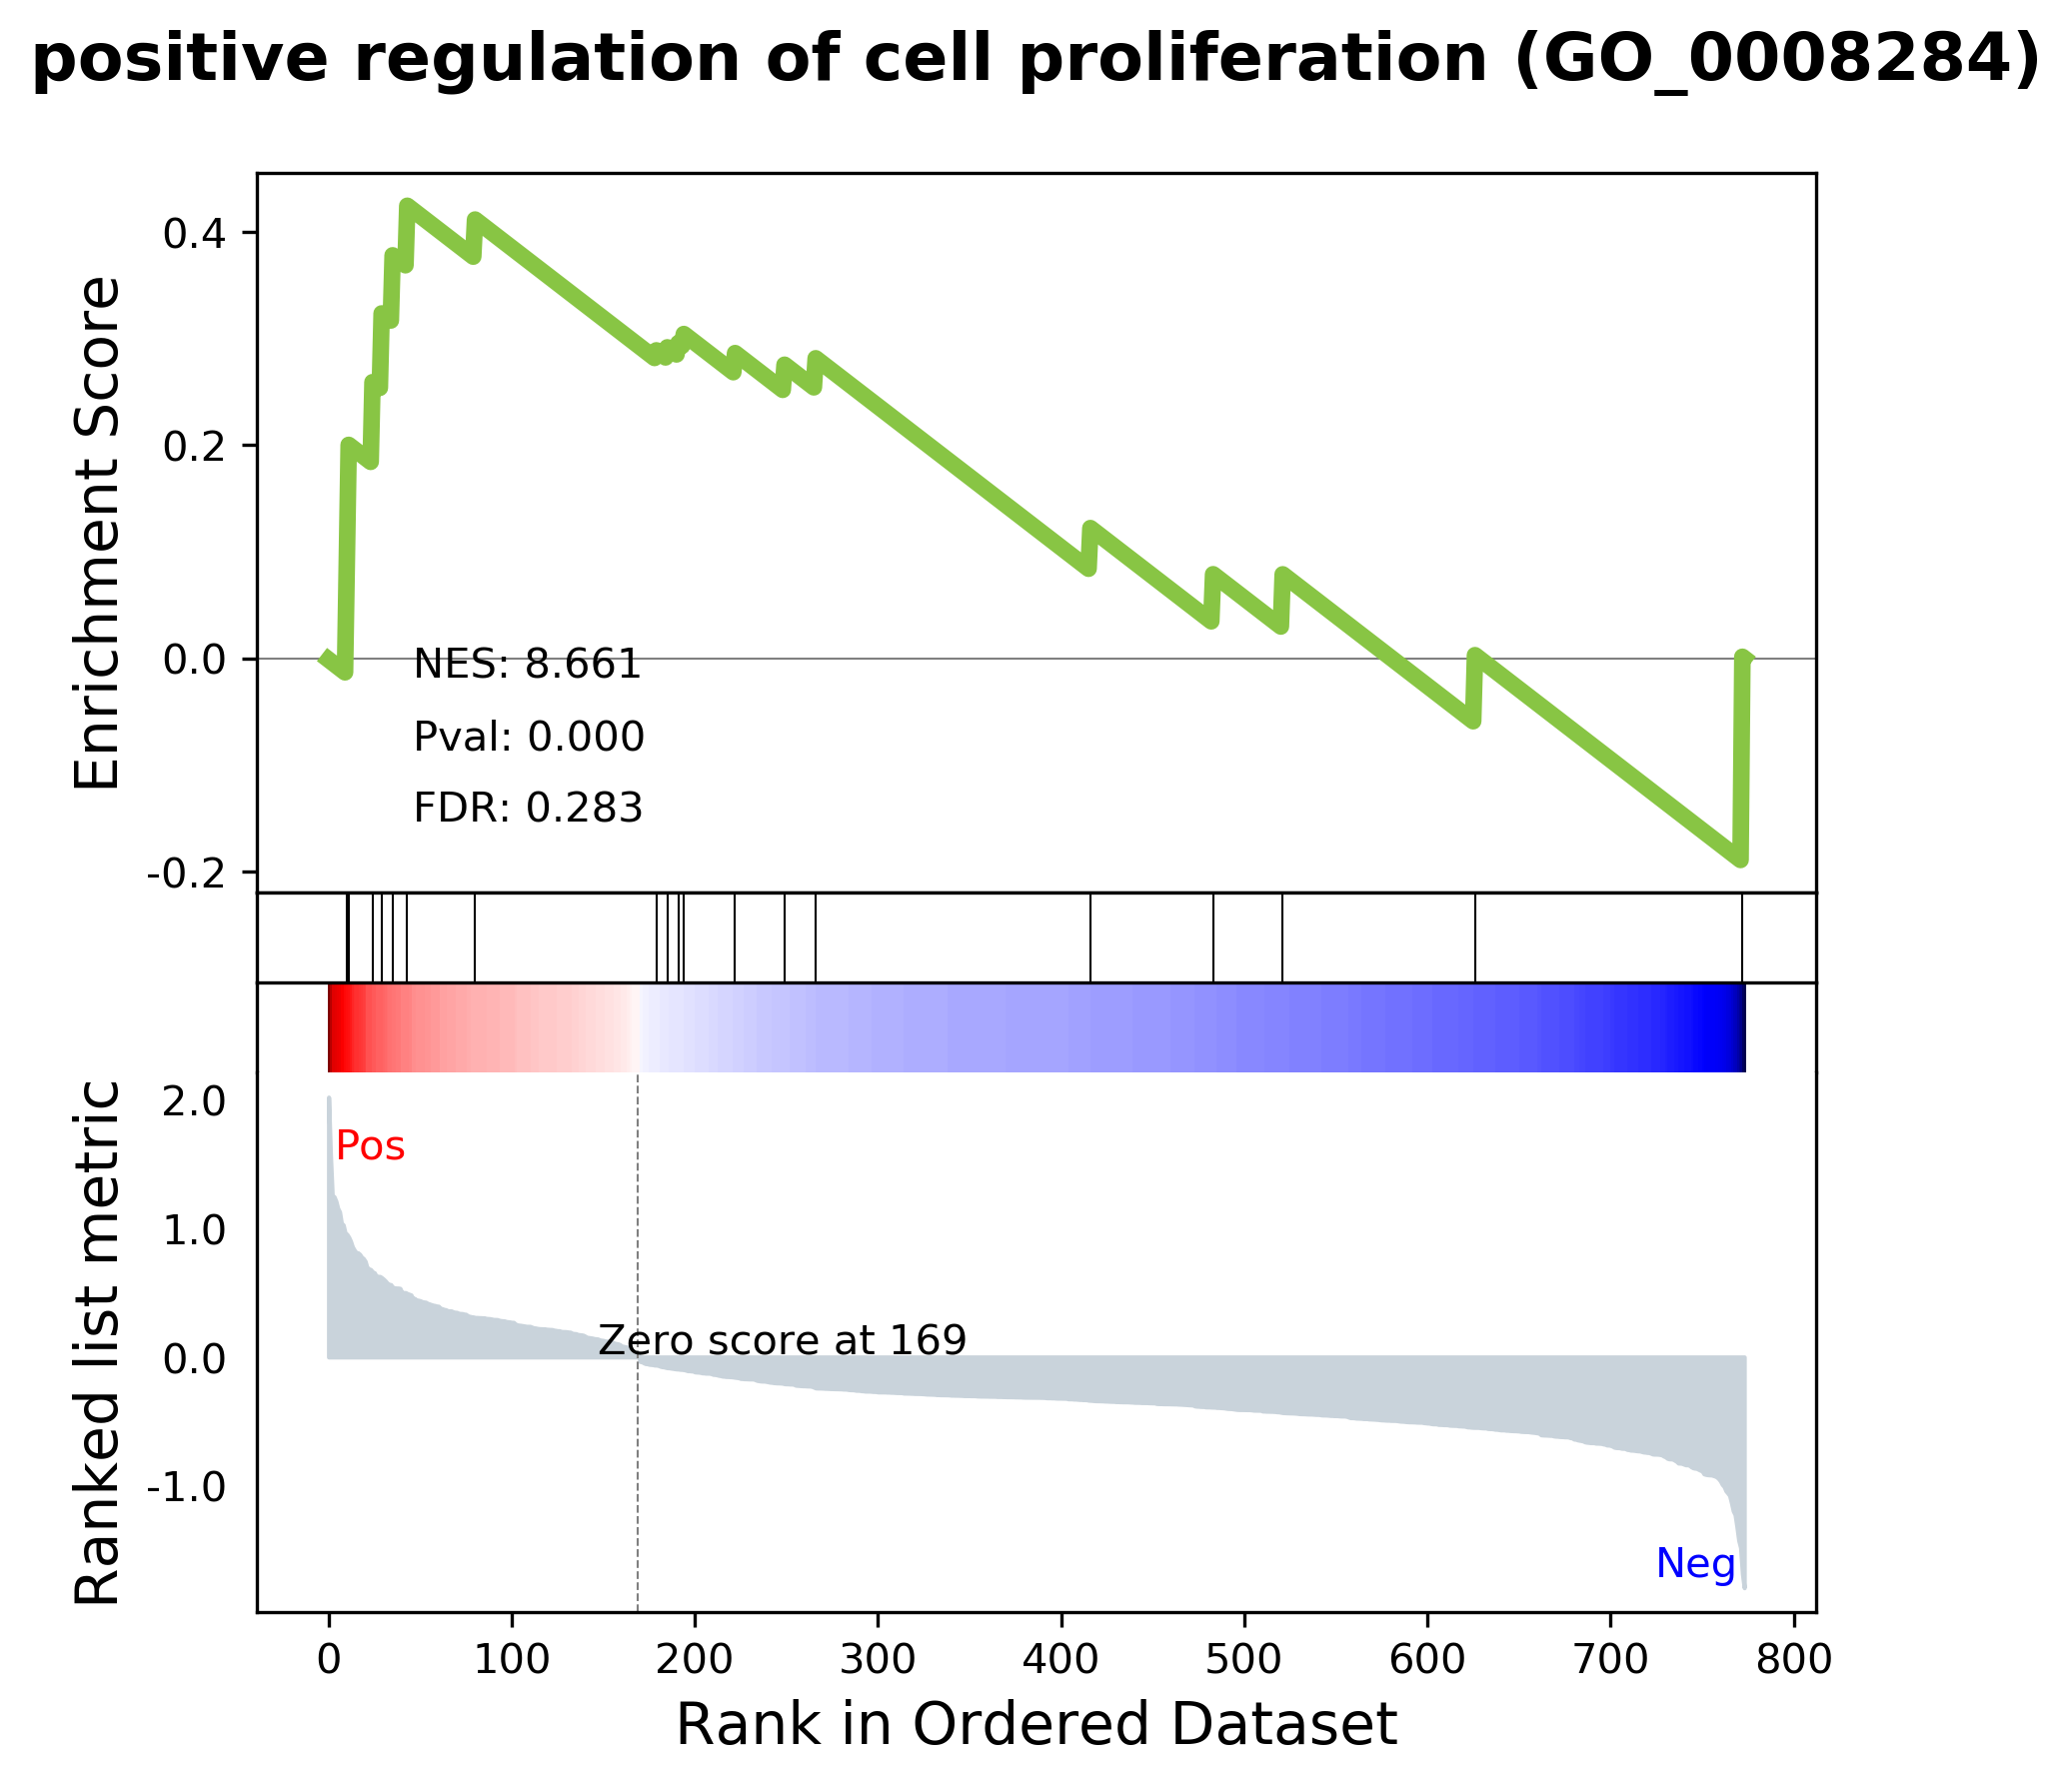 positive regulation of cell proliferation (GO_0008284)
Enrichment Score
0.4
0.2
0.0
-0.2
NES: 8.661
Pval: 0.000
FDR: 0.283
Ranked list metric
2.0
1.0
0.0
-1.0
Pos
Zero score at 169
Neg
0 100 200 300 400 500 600 700 800
Rank in Ordered Dataset